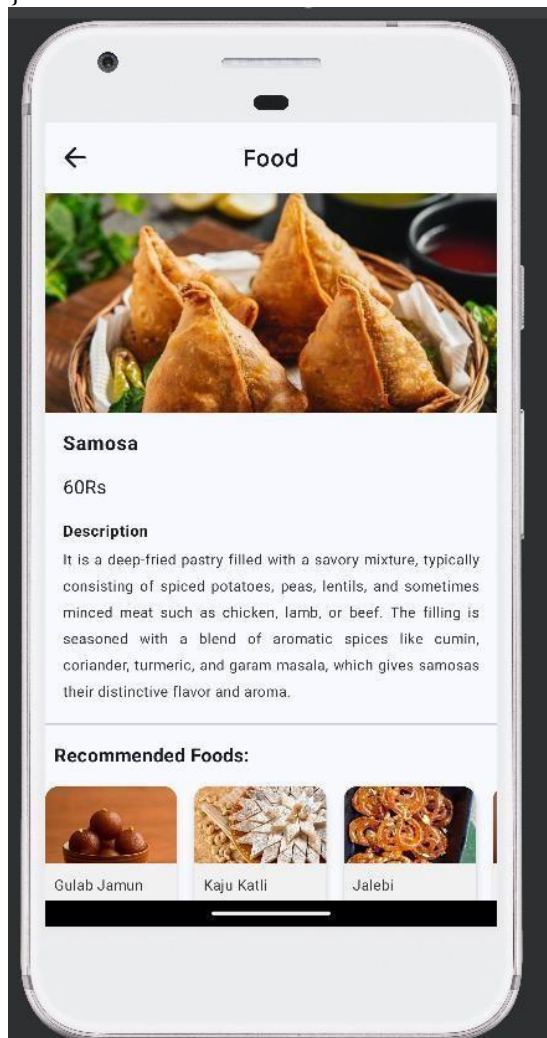 Food
Samosa
60Rs
Description
It is a deep-fried pastry filled with a savory mixture, typically
consisting of spiced potatoes, peas, lentils, and sometimes
minced meat such as chicken, lamb, or beef. The filling is
seasoned with a blend of aromatic spices like cumin,
coriander, turmeric, and garam masala, which gives samosas
their distinctive flavor and aroma.
Recommended Foods:
Gulab Jamun
Kaju Katli
Jalebi